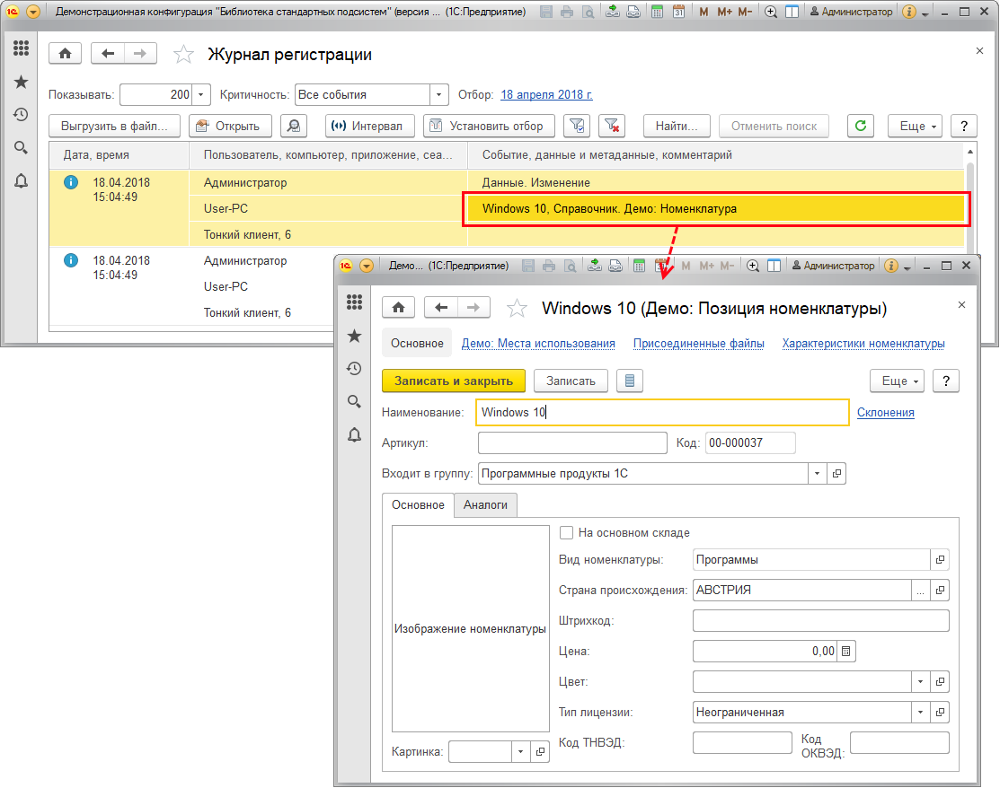 Демонстрационная конфигурация "Библиотека стандартных подсистем" (версия ... (1С:Предприятие) M M+ M- Администратор
Журнал регистрации
Показывать: 200 Критичность: Все события Отбор: 18 апреля 2018 г.
Выгрузить в файл... Открыть Интервал Установить отбор Найти... Отменить поиск Еще ?
Дата, время Пользователь, компьютер, приложение, сеа... Событие, данные и метаданные, комментарий
18.04.2018 Администратор Данные. Изменение
15:04:49
User-PC Windows 10, Справочник. Демо: Номенклатура
Тонкий клиент, 6
18.04.2018 Администратор
15:04:49
User-PC
Тонкий клиент, 6
Демо... (1С:Предприятие) 31 M M+ M- Администратор
Windows 10 (Демо: Позиция номенклатуры)
Основное Демо: Места использования Присоединенные файлы Характеристики номенклатуры
Записать и закрыть Записать Еще ?
Наименование: Windows 10 Склонения
Артикул: Код: 00-000037
Входит в группу: Программные продукты 1С
Основное Аналоги
На основном складе
Вид номенклатуры: Программы
Страна происхождения: АВСТРИЯ ...
Штрихкод:
Изображение номенклатуры
Цена: 0,00
Цвет:
Тип лицензии: Неограниченная
Код ТНВЭД: Код ОКВЭД:
Картинка: